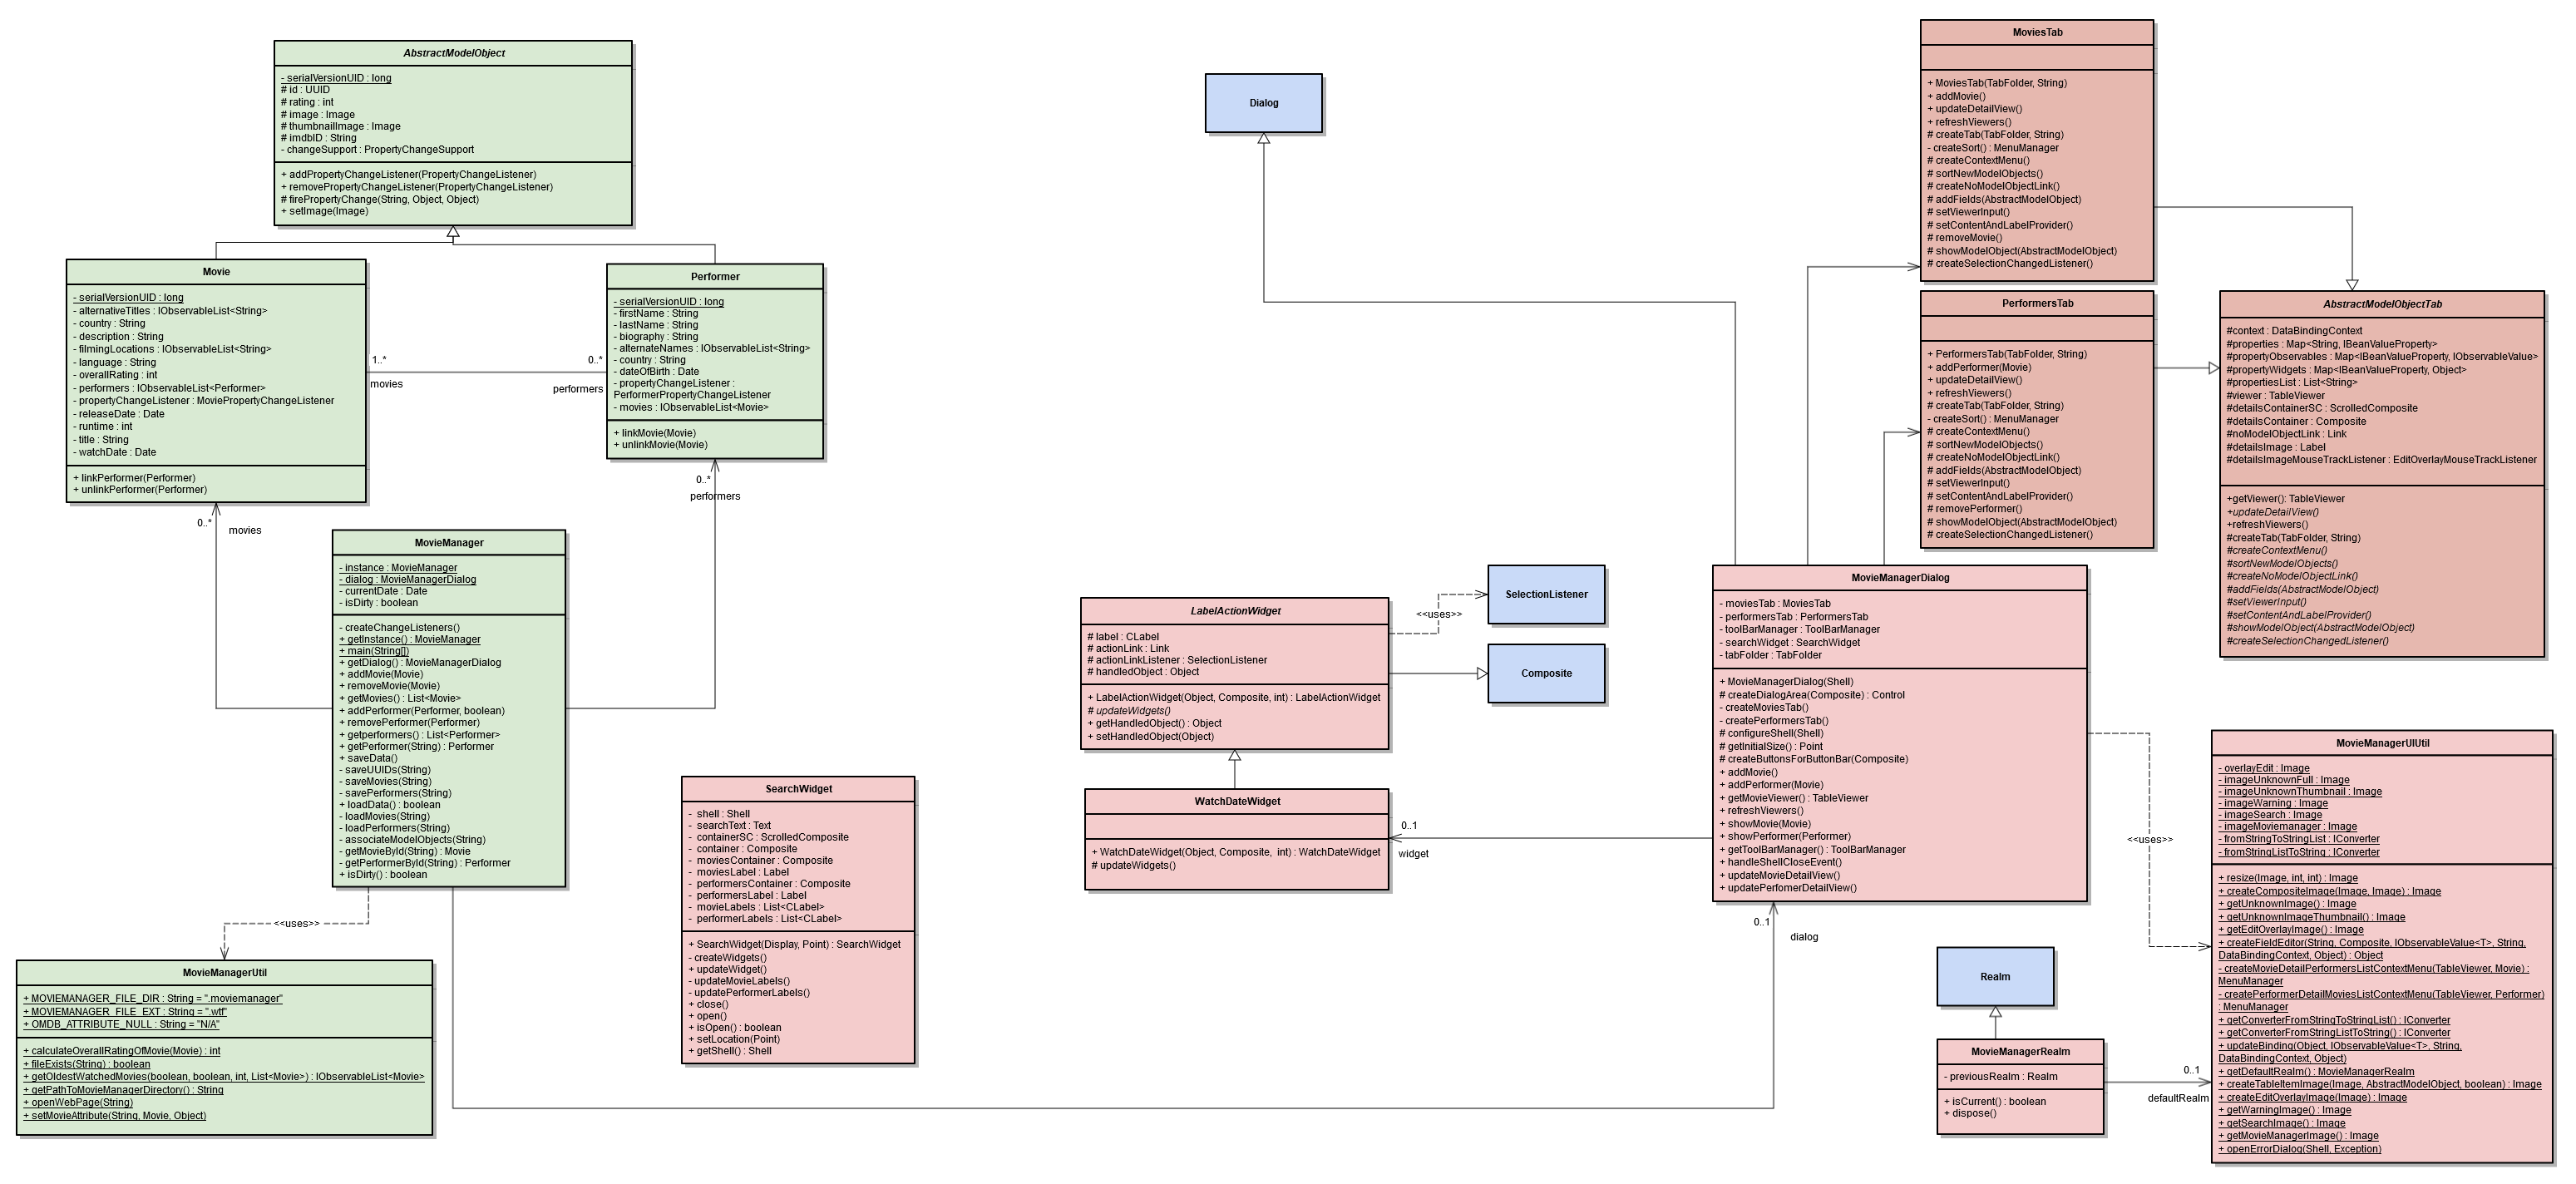 AbstractModelObject
- serialVersionUID : long
# id : UUID
# rating : int
# image : Image
# thumbnailImage : Image
# imdbID : String
- changeSupport : PropertyChangeSupport
+ addPropertyChangeListener(PropertyChangeListener)
+ removePropertyChangeListener(PropertyChangeListener)
# firePropertyChange(String, Object, Object)
+ setImage(Image)
Movie
- serialVersionUID : long
- alternativeTitles : IObservableList<String>
- country : String
- description : String
- filmingLocations : IObservableList<String>
- language : String
- overallRating : int
- performers : IObservableList<Performer>
- propertyChangeListener : MoviePropertyChangeListener
- releaseDate : Date
- runtime : int
- title : String
- watchDate : Date
+ linkPerformer(Performer)
+ unlinkPerformer(Performer)
1..*
movies
0..*
performers
Performer
- serialVersionUID : long
- firstName : String
- lastName : String
- biography : String
- alternateNames : IObservableList<String>
- country : String
- dateOfBirth : Date
- propertyChangeListener :
PerformerPropertyChangeListener
- movies : IObservableList<Movie>
+ linkMovie(Movie)
+ unlinkMovie(Movie)
0..*
movies
0..*
performers
MovieManager
- instance : MovieManager
- dialog : MovieManagerDialog
- currentDate : Date
- isDirty : boolean
- createChangeListeners()
+ getInstance() : MovieManager
+ main(String[])
+ getDialog() : MovieManagerDialog
+ addMovie(Movie)
+ removeMovie(Movie)
+ getMovies() : List<Movie>
+ addPerformer(Performer, boolean)
+ removePerformer(Performer)
+ getperformers() : List<Performer>
+ getPerformer(String) : Performer
+ saveData()
- saveUUIDs(String)
- saveMovies(String)
- savePerformers(String)
+ loadData() : boolean
- loadMovies(String)
- loadPerformers(String)
- associateModelObjects(String)
- getMovieById(String) : Movie
- getPerformerById(String) : Performer
+ isDirty() : boolean
<<uses>>
MovieManagerUtil
+ MOVIEMANAGER_FILE_DIR : String = ".moviemanager"
+ MOVIEMANAGER_FILE_EXT : String = ".wtf"
+ OMDB_ATTRIBUTE_NULL : String = "N/A"
+ calculateOverallRatingOfMovie(Movie) : int
+ fileExists(String) : boolean
+ getOldestWatchedMovies(boolean, boolean, int, List<Movie>) : IObservableList<Movie>
+ getPathToMovieManagerDirectory() : String
+ openWebPage(String)
+ setMovieAttribute(String, Movie, Object)
SearchWidget
- shell : Shell
- searchText : Text
- containerSC : ScrolledComposite
- container : Composite
- moviesContainer : Composite
- moviesLabel : Label
- performersContainer : Composite
- performersLabel : Label
- movieLabels : List<CLabel>
- performerLabels : List<CLabel>
+ SearchWidget(Display, Point) : SearchWidget
- createWidgets()
+ updateWidget()
- updateMovieLabels()
- updatePerformerLabels()
+ close()
+ open()
+ isOpen() : boolean
+ setLocation(Point)
+ getShell() : Shell
Dialog
LabelActionWidget
# label : CLabel
# actionLink : Link
# actionLinkListener : SelectionListener
# handledObject : Object
+ LabelActionWidget(Object, Composite, int) : LabelActionWidget
# updateWidgets()
+ getHandledObject() : Object
+ setHandledObject(Object)
<<uses>>
SelectionListener
Composite
WatchDateWidget
+ WatchDateWidget(Object, Composite, int) : WatchDateWidget
# updateWidgets()
0..1
widget
MovieManagerDialog
- moviesTab : MoviesTab
- performersTab : PerformersTab
- toolBarManager : ToolBarManager
- searchWidget : SearchWidget
- tabFolder : TabFolder
+ MovieManagerDialog(Shell)
# createDialogArea(Composite) : Control
- createMoviesTab()
- createPerformersTab()
# configureShell(Shell)
# getInitialSize() : Point
# createButtonsForButtonBar(Composite)
+ addMovie()
+ addPerformer(Movie)
+ getMovieViewer() : TableViewer
+ refreshViewers()
+ showMovie(Movie)
+ showPerformer(Performer)
+ getToolBarManager() : ToolBarManager
+ handleShellCloseEvent()
+ updateMovieDetailView()
+ updatePerfomerDetailView()
0..1
dialog
MoviesTab
+ MoviesTab(TabFolder, String)
+ addMovie()
+ updateDetailView()
+ refreshViewers()
# createTab(TabFolder, String)
- createSort() : MenuManager
# createContextMenu()
# sortNewModelObjects()
# createNoModelObjectLink()
# addFields(AbstractModelObject)
# setViewerInput()
# setContentAndLabelProvider()
# removeMovie()
# showModelObject(AbstractModelObject)
# createSelectionChangedListener()
PerformersTab
+ PerformersTab(TabFolder, String)
+ addPerformer(Movie)
+ updateDetailView()
+ refreshViewers()
# createTab(TabFolder, String)
- createSort() : MenuManager
# createContextMenu()
# sortNewModelObjects()
# createNoModelObjectLink()
# addFields(AbstractModelObject)
# setViewerInput()
# setContentAndLabelProvider()
# removePerformer()
# showModelObject(AbstractModelObject)
# createSelectionChangedListener()
AbstractModelObjectTab
#context : DataBindingContext
#properties : Map<String, IBeanValueProperty>
#propertyObservables : Map<IBeanValueProperty, IObservableValue>
#propertyWidgets : Map<IBeanValueProperty, Object>
#propertiesList : List<String>
#viewer : TableViewer
#detailsContainerSC : ScrolledComposite
#detailsContainer : Composite
#noModelObjectLink : Link
#detailsImage : Label
#detailsImageMouseTrackListener : EditOverlayMouseTrackListener
+getViewer(): TableViewer
+updateDetailView()
+refreshViewers()
#createTab(TabFolder, String)
#createContextMenu()
#sortNewModelObjects()
#createNoModelObjectLink()
#addFields(AbstractModelObject)
#setViewerInput()
#setContentAndLabelProvider()
#showModelObject(AbstractModelObject)
#createSelectionChangedListener()
<<uses>>
MovieManagerUIUtil
- overlayEdit : Image
- imageUnknownFull : Image
- imageUnknownThumbnail : Image
- imageWarning : Image
- imageSearch : Image
- imageMoviemanager : Image
- fromStringToStringList : IConverter
- fromStringListToString : IConverter
+ resize(Image, int, int) : Image
+ createCompositeImage(Image, Image) : Image
+ getUnknownImage() : Image
+ getUnknownImageThumbnail() : Image
+ getEditOverlayImage() : Image
+ createFieldEditor(String, Composite, IObservableValue<T>, String,
DataBindingContext, Object) : Object
- createMovieDetailPerformersListContextMenu(TableViewer, Movie) :
MenuManager
- createPerformerDetailMoviesListContextMenu(TableViewer, Performer)
: MenuManager
+ getConverterFromStringToStringList() : IConverter
+ getConverterFromStringListToString() : IConverter
+ updateBinding(Object, IObservableValue<T>, String,
DataBindingContext, Object)
+ getDefaultRealm() : MovieManagerRealm
+ createTableItemImage(Image, AbstractModelObject, boolean) : Image
+ createEditOverlayImage(Image) : Image
+ getWarningImage() : Image
+ getSearchImage() : Image
+ getMovieManagerImage() : Image
+ openErrorDialog(Shell, Exception)
Realm
MovieManagerRealm
- previousRealm : Realm
+ isCurrent() : boolean
+ dispose()
0..1
defaultRealm